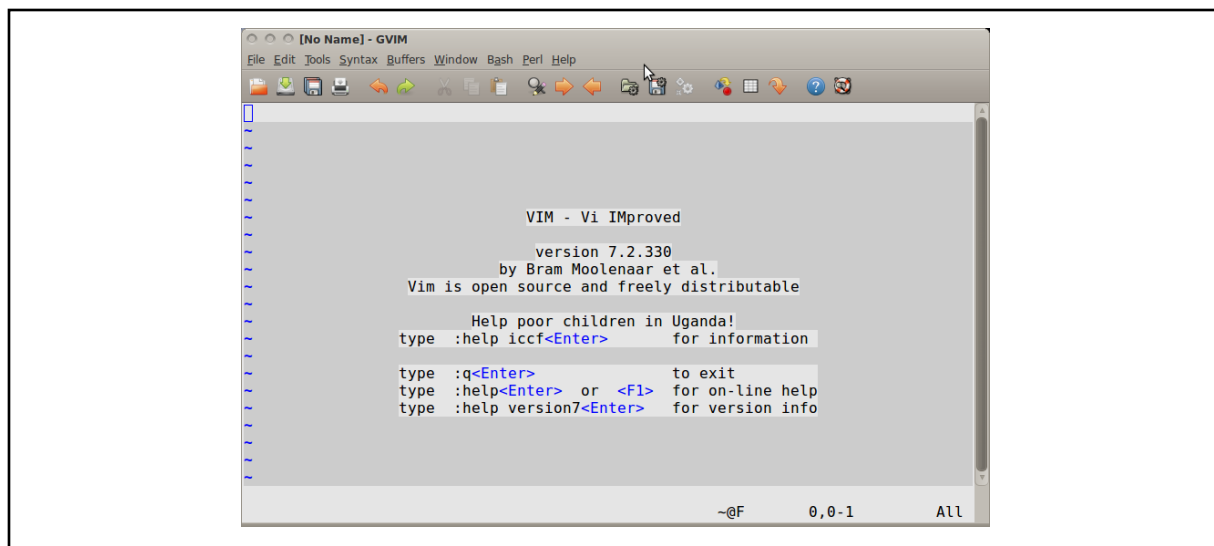 [No Name] - GVIM
File Edit Tools Syntax Buffers Window Bash Perl Help
~
~
~
~
~
~ VIM - Vi IMproved
~
~ version 7.2.330
~ by Bram Moolenaar et al.
~ Vim is open source and freely distributable
~
~ Help poor children in Uganda!
~ type :help iccf<Enter> for information
~
~ type :q<Enter> to exit
~ type :help<Enter> or <F1> for on-line help
~ type :help version7<Enter> for version info
~
~
~
~
~@F 0,0-1 All